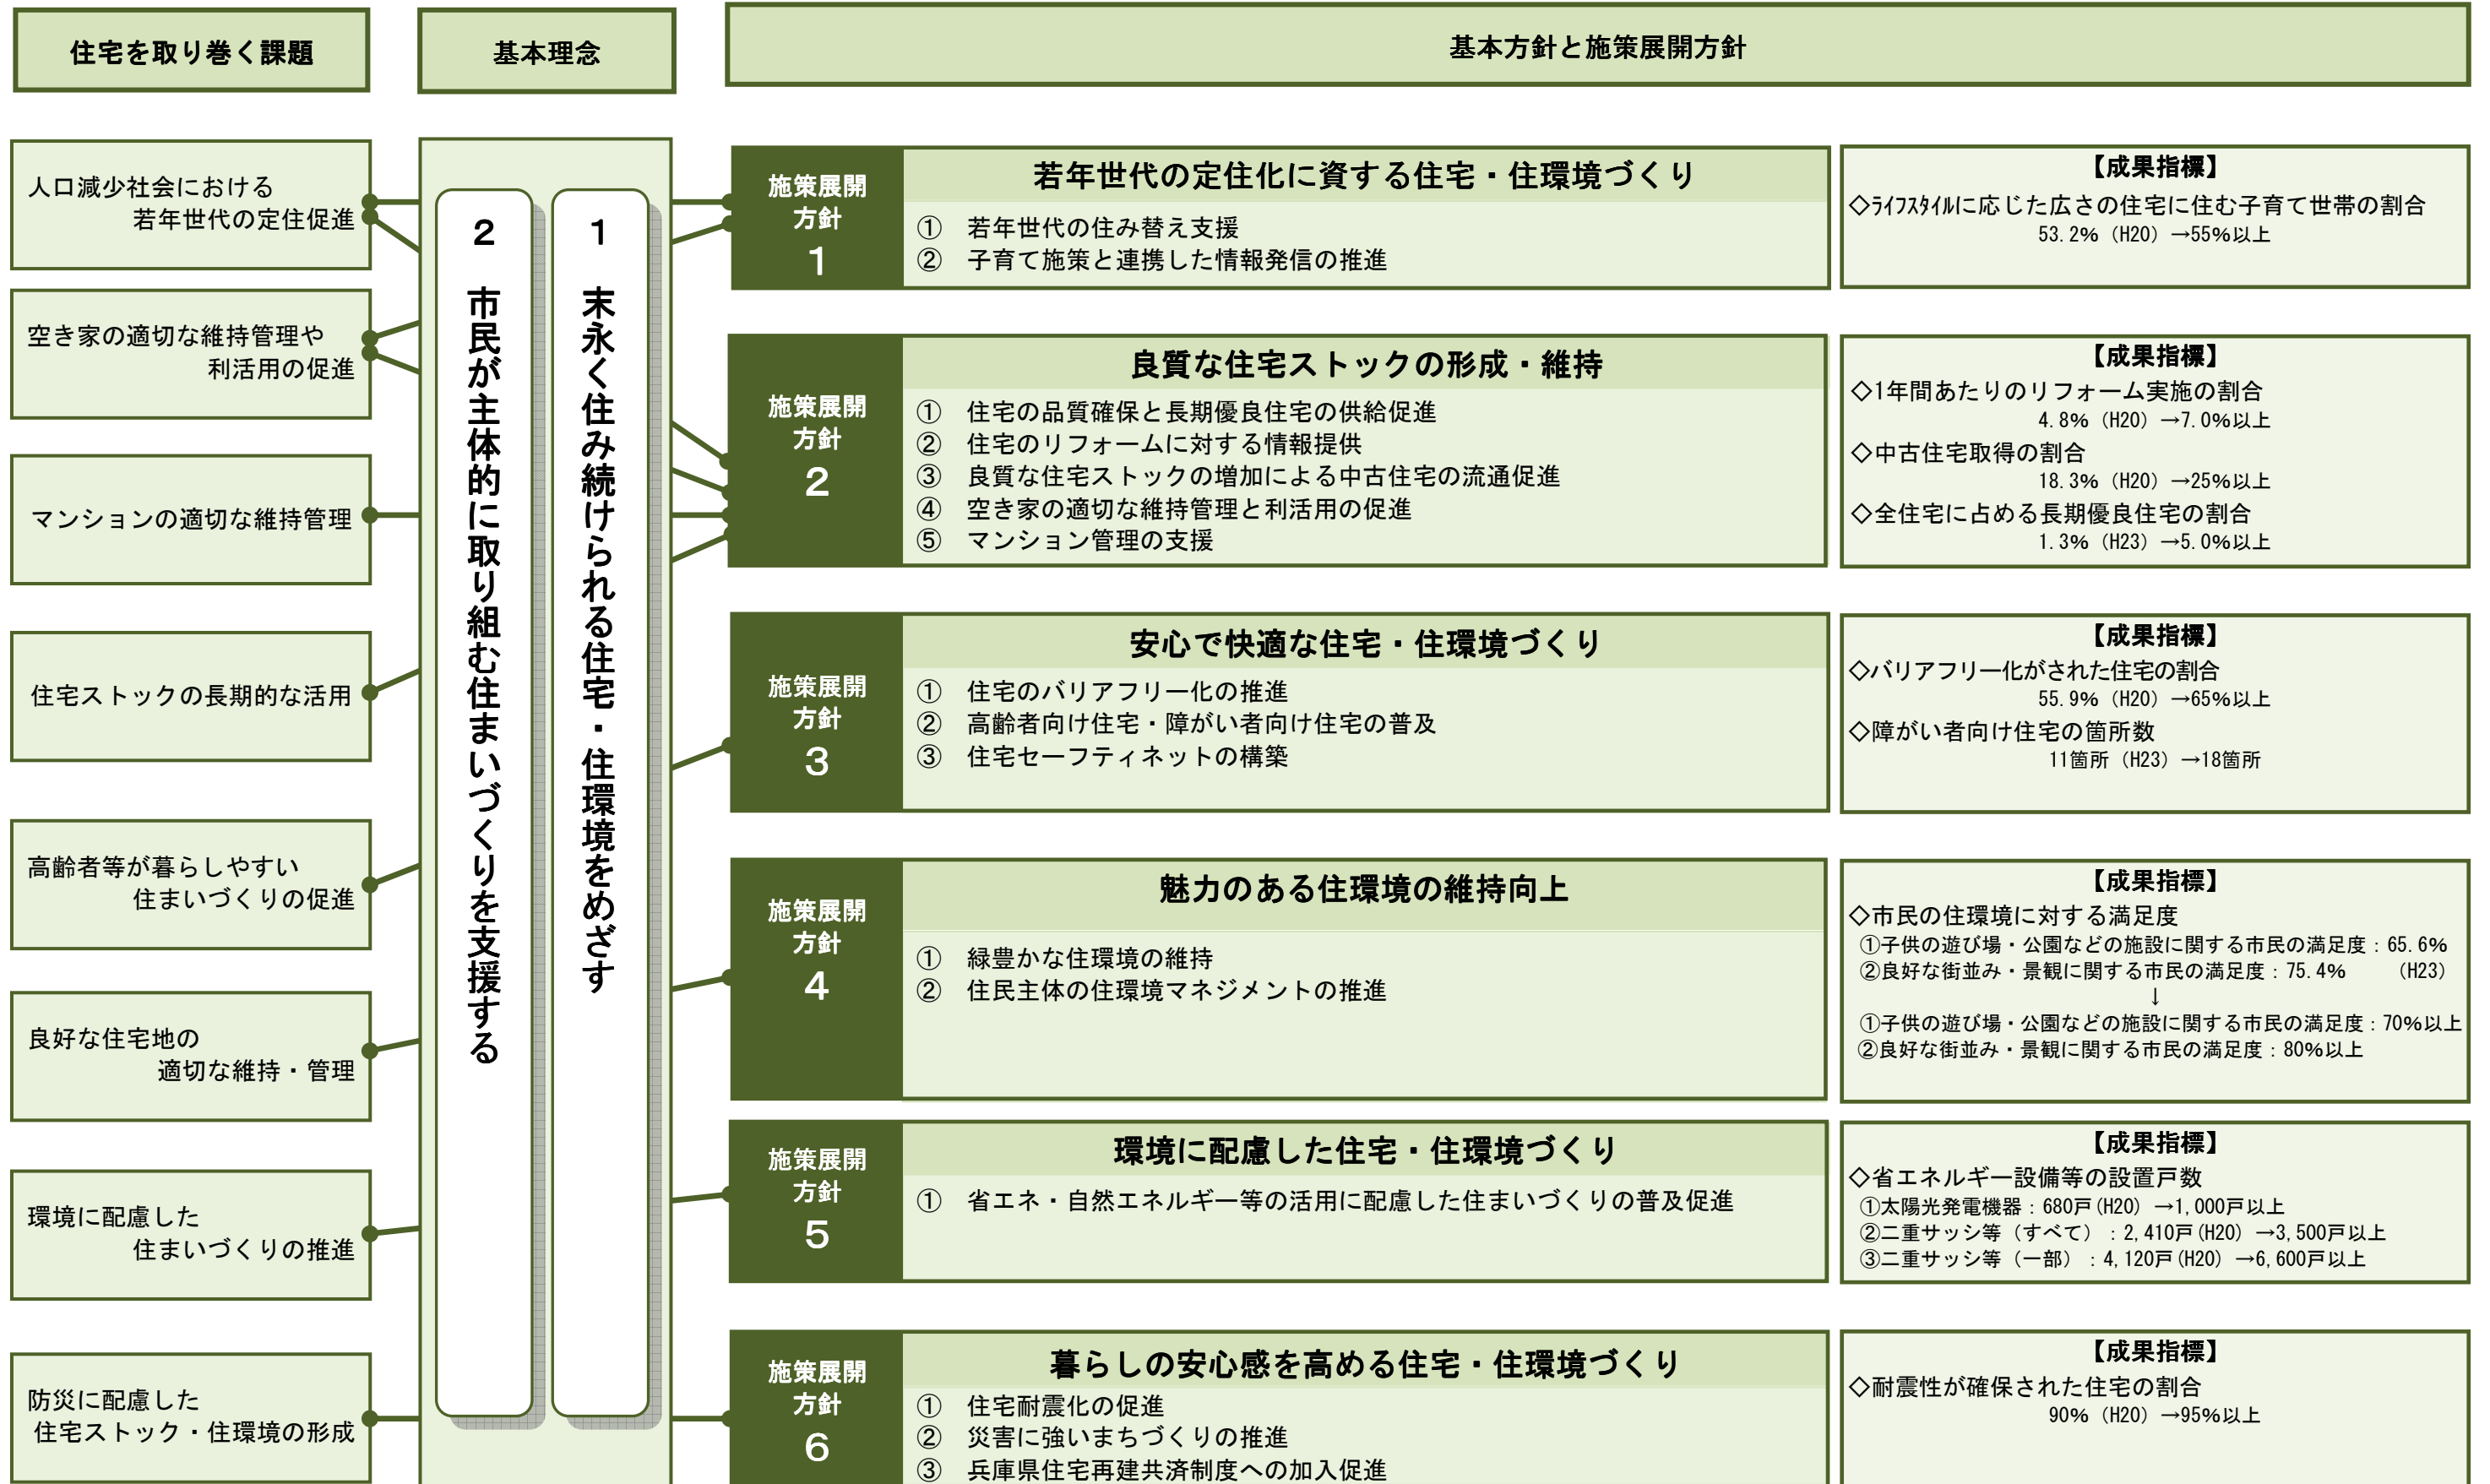 住宅を取り巻く課題
基本理念
基本方針と施策展開方針
人口減少社会における
若年世代の定住促進
空き家の適切な維持管理や
利活用の促進
マンションの適切な維持管理
住宅ストックの長期的な活用
高齢者等が暮らしやすい
住まいづくりの促進
良好な住宅地の
適切な維持・管理
環境に配慮した
住まいづくりの推進
防災に配慮した
住宅ストック・住環境の形成
1 末永く住み続けられる住宅・住環境をめざす
2 市民が主体的に取り組む住まいづくりを支援する
施策展開
方針
1
若年世代の定住化に資する住宅・住環境づくり
① 若年世代の住み替え支援
② 子育て施策と連携した情報発信の推進
【成果指標】
◇ﾗｲﾌｽﾀｲﾙに応じた広さの住宅に住む子育て世帯の割合
53.2%（H20）→55%以上
施策展開
方針
2
良質な住宅ストックの形成・維持
① 住宅の品質確保と長期優良住宅の供給促進
② 住宅のリフォームに対する情報提供
③ 良質な住宅ストックの増加による中古住宅の流通促進
④ 空き家の適切な維持管理と利活用の促進
⑤ マンション管理の支援
【成果指標】
◇1年間あたりのリフォーム実施の割合
4.8%（H20）→7.0%以上
◇中古住宅取得の割合
18.3%（H20）→25%以上
◇全住宅に占める長期優良住宅の割合
1.3%（H23）→5.0%以上
施策展開
方針
3
安心で快適な住宅・住環境づくり
① 住宅のバリアフリー化の推進
② 高齢者向け住宅・障がい者向け住宅の普及
③ 住宅セーフティネットの構築
【成果指標】
◇バリアフリー化がされた住宅の割合
55.9%（H20）→65%以上
◇障がい者向け住宅の箇所数
11箇所（H23）→18箇所
施策展開
方針
4
魅力のある住環境の維持向上
① 緑豊かな住環境の維持
② 住民主体の住環境マネジメントの推進
【成果指標】
◇市民の住環境に対する満足度
①子供の遊び場・公園などの施設に関する市民の満足度：65.6%
②良好な街並み・景観に関する市民の満足度：75.4% （H23）
↓
①子供の遊び場・公園などの施設に関する市民の満足度：70%以上
②良好な街並み・景観に関する市民の満足度：80%以上
施策展開
方針
5
環境に配慮した住宅・住環境づくり
① 省エネ・自然エネルギー等の活用に配慮した住まいづくりの普及促進
【成果指標】
◇省エネルギー設備等の設置戸数
①太陽光発電機器：680戸(H20）→1,000戸以上
②二重サッシ等（すべて）：2,410戸(H20）→3,500戸以上
③二重サッシ等（一部）：4,120戸(H20）→6,600戸以上
施策展開
方針
6
暮らしの安心感を高める住宅・住環境づくり
① 住宅耐震化の促進
② 災害に強いまちづくりの推進
③ 兵庫県住宅再建共済制度への加入促進
【成果指標】
◇耐震性が確保された住宅の割合
90%（H20）→95%以上